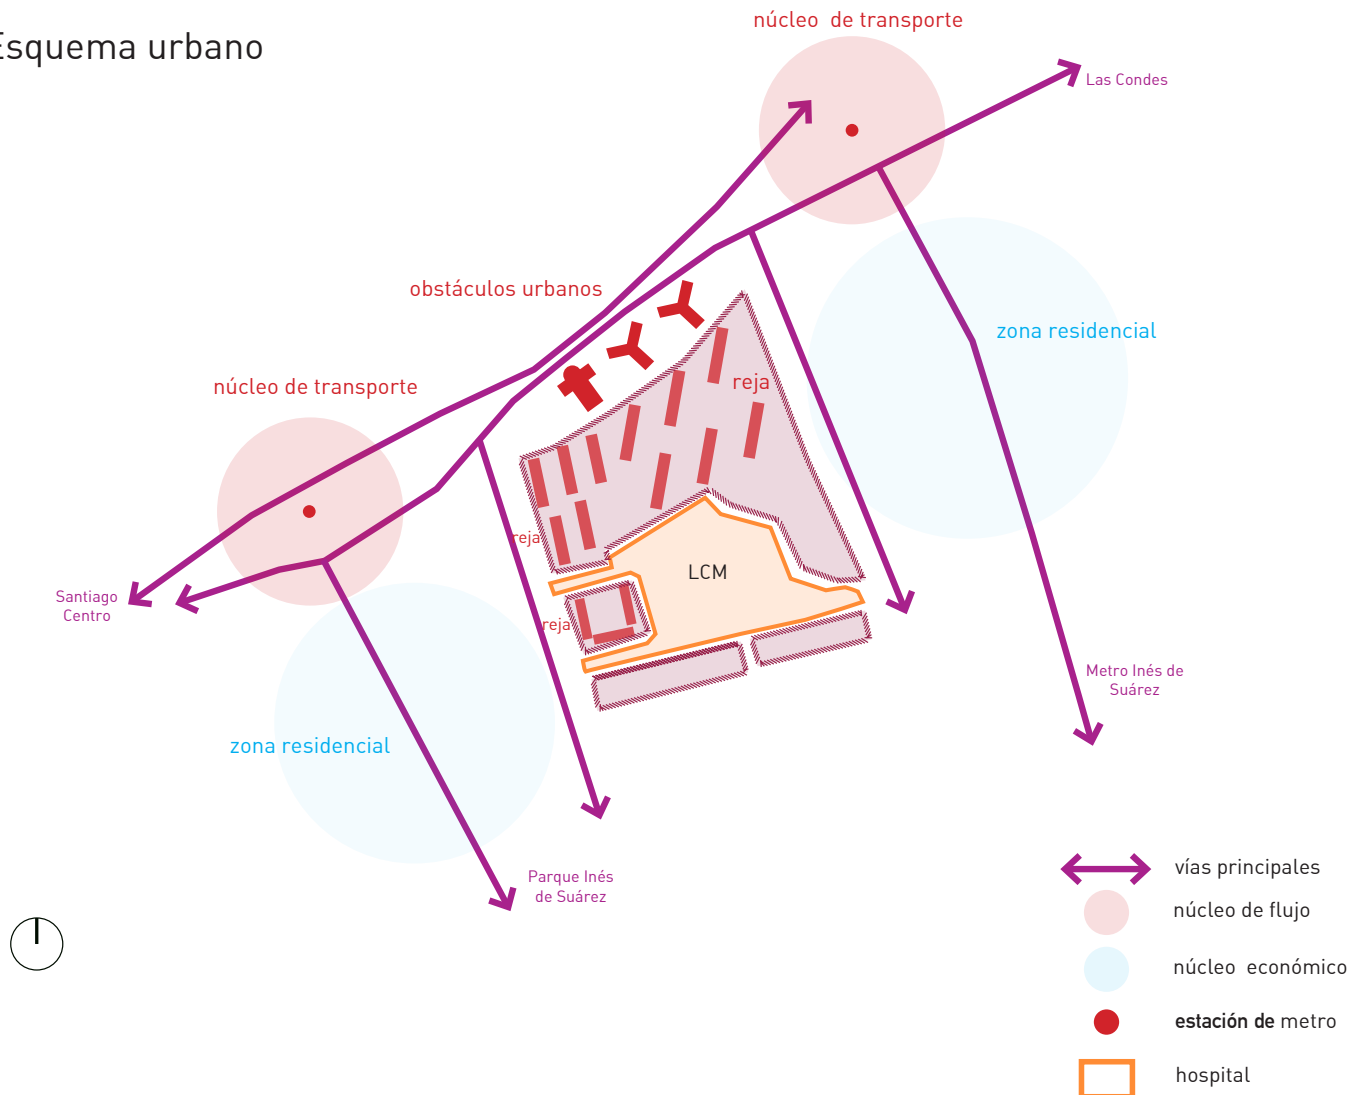 Esquema urbano
núcleo de transporte
Las Condes
obstáculos urbanos
zona residencial
núcleo de transporte
reja
reja
LCM
Santiago
Centro
reja
Metro Inés de
Suárez
zona residencial
Parque Inés
de Suárez
vías principales
núcleo de flujo
núcleo económico
estación de metro
hospital